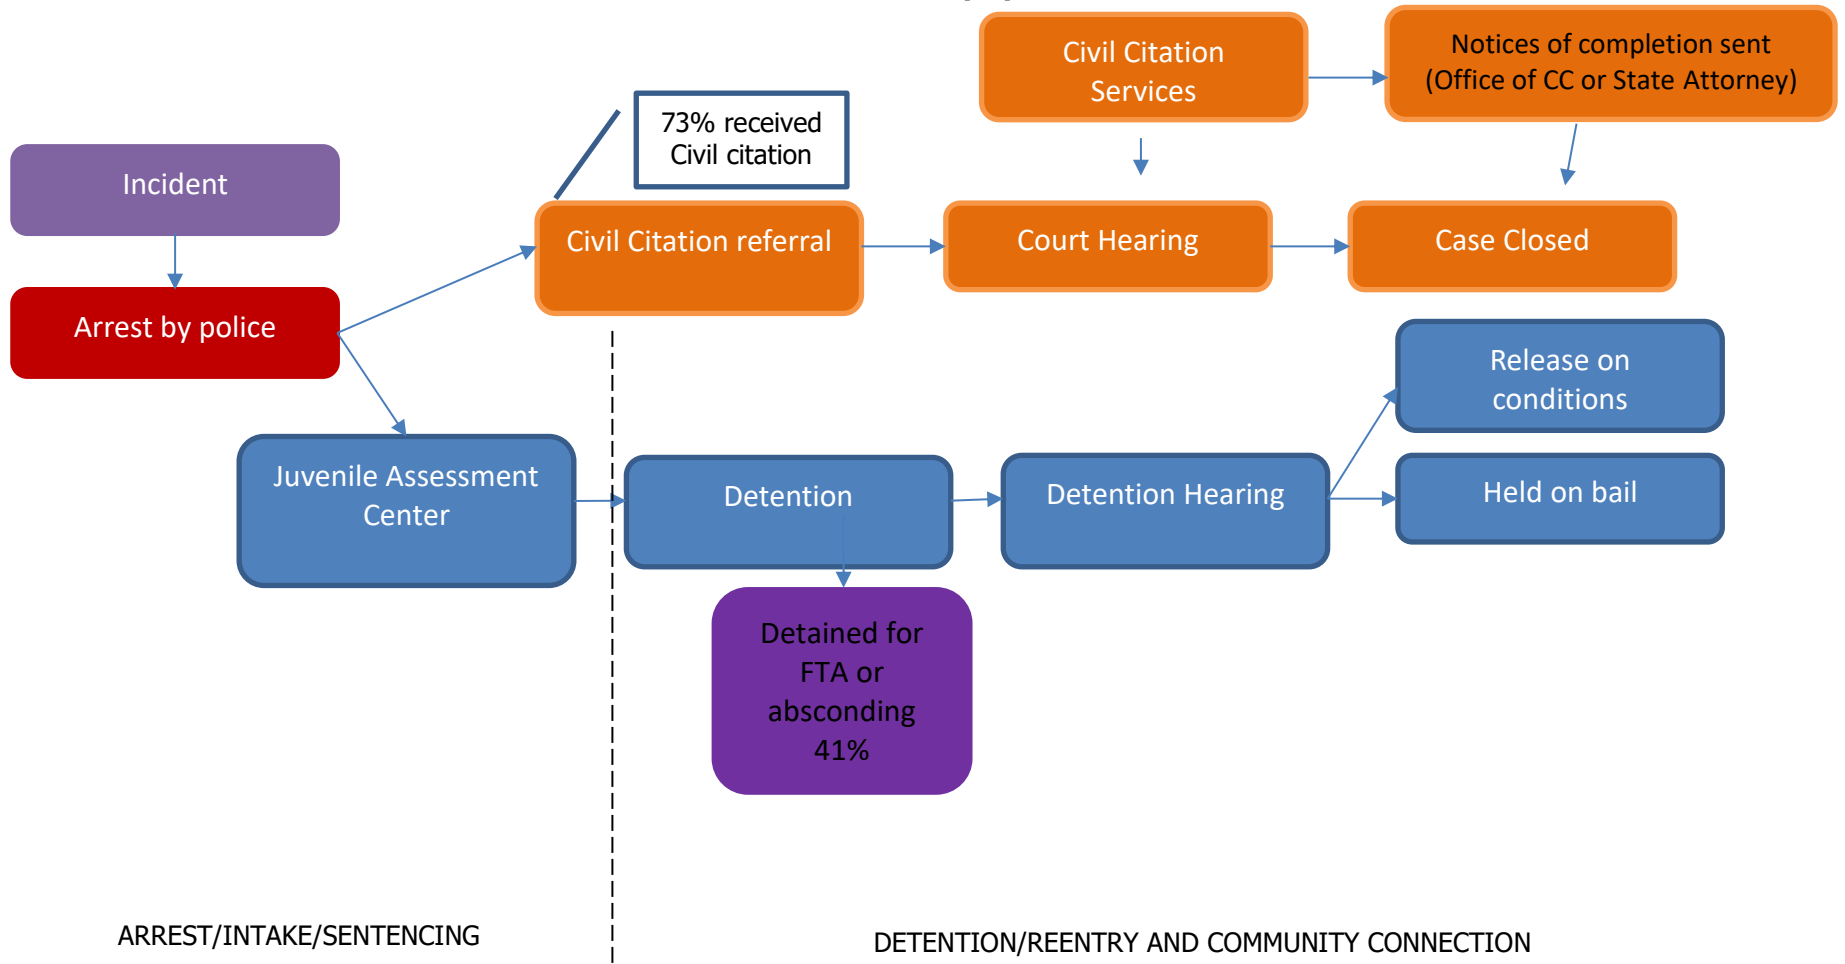 Civil Citation
Services
Notices of completion sent
(Office of CC or State Attorney)
73% received
Civil citation
Incident
Civil Citation referral
Court Hearing
Case Closed
Arrest by police
Release on
conditions
Juvenile Assessment
Center
Detention
Detention Hearing
Held on bail
Detained for
FTA or
absconding
41%
ARREST/INTAKE/SENTENCING
DETENTION/REENTRY AND COMMUNITY CONNECTION